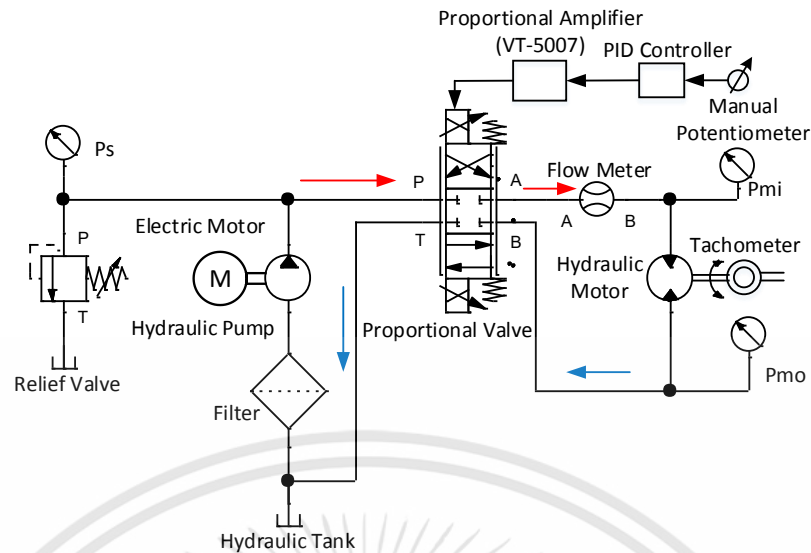 Proportional Amplifier
(VT-5007)
PID Controller
Manual
Potentiometer
Ps
P
A
Flow Meter
Pmi
A
B
T
B
Electric Motor
P
M
Hydraulic
Motor
Tachometer
T
Hydraulic Pump
Proportional Valve
Relief Valve
Filter
Pmo
Hydraulic Tank